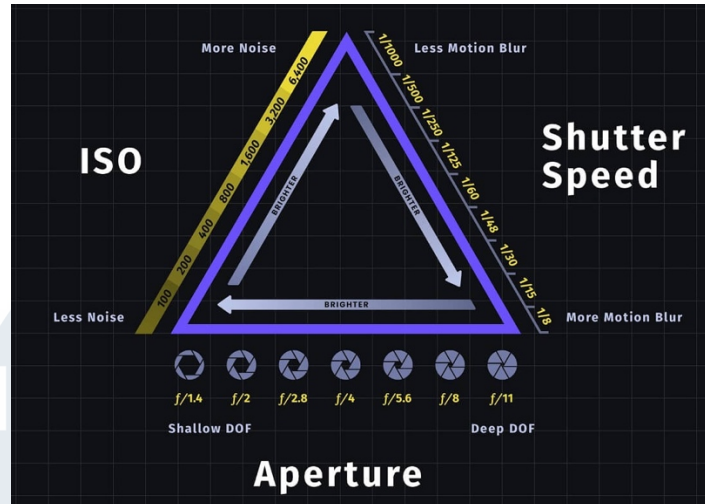 More Noise
Less Motion Blur
ISO
Shutter
Speed
6,400
3,200
1,600
800
400
200
100
1/1000
1/500
1/250
1/125
1/60
1/48
1/30
1/15
1/8
BRIGHTER
BRIGHTER
BRIGHTER
Less Noise
More Motion Blur
ƒ/1.4 ƒ/2 ƒ/2.8 ƒ/4 ƒ/5.6 ƒ/8 ƒ/11
Shallow DOF
Deep DOF
Aperture